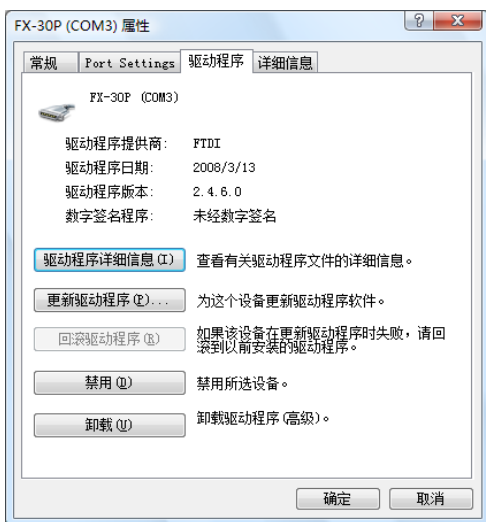 FX-30P (COM3) 属性
常规 Port Settings 驱动程序 详细信息
FX-30P (COM3)
驱动程序提供商: FTDI
驱动程序日期: 2008/3/13
驱动程序版本: 2.4.6.0
数字签名程序: 未经数字签名
驱动程序详细信息(I) 查看有关驱动程序文件的详细信息。
更新驱动程序(P)... 为这个设备更新驱动程序软件。
回滚驱动程序(R) 如果该设备在更新驱动程序时失败，请回
滚到以前安装的驱动程序。
禁用(D) 禁用所选设备。
卸载(U) 卸载驱动程序(高级)。
确定 取消